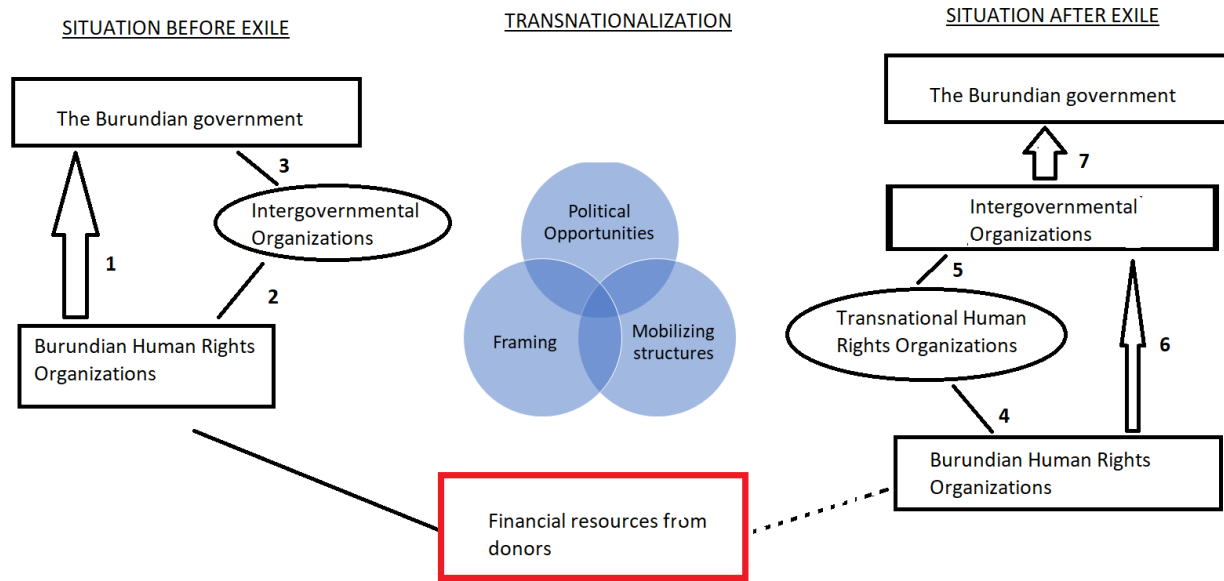 SITUATION BEFORE EXILE
The Burundian government
3
Intergovernmental
Organizations
1
2
Burundian Human Rights
Organizations
TRANSNATIONALIZATION
Political
Opportunities
Framing
Mobilizing
structures
Financial resources from
donors
SITUATION AFTER EXILE
The Burundian government
7
Intergovernmental
Organizations
5
Transnational Human
Rights Organizations
6
4
Burundian Human Rights
Organizations